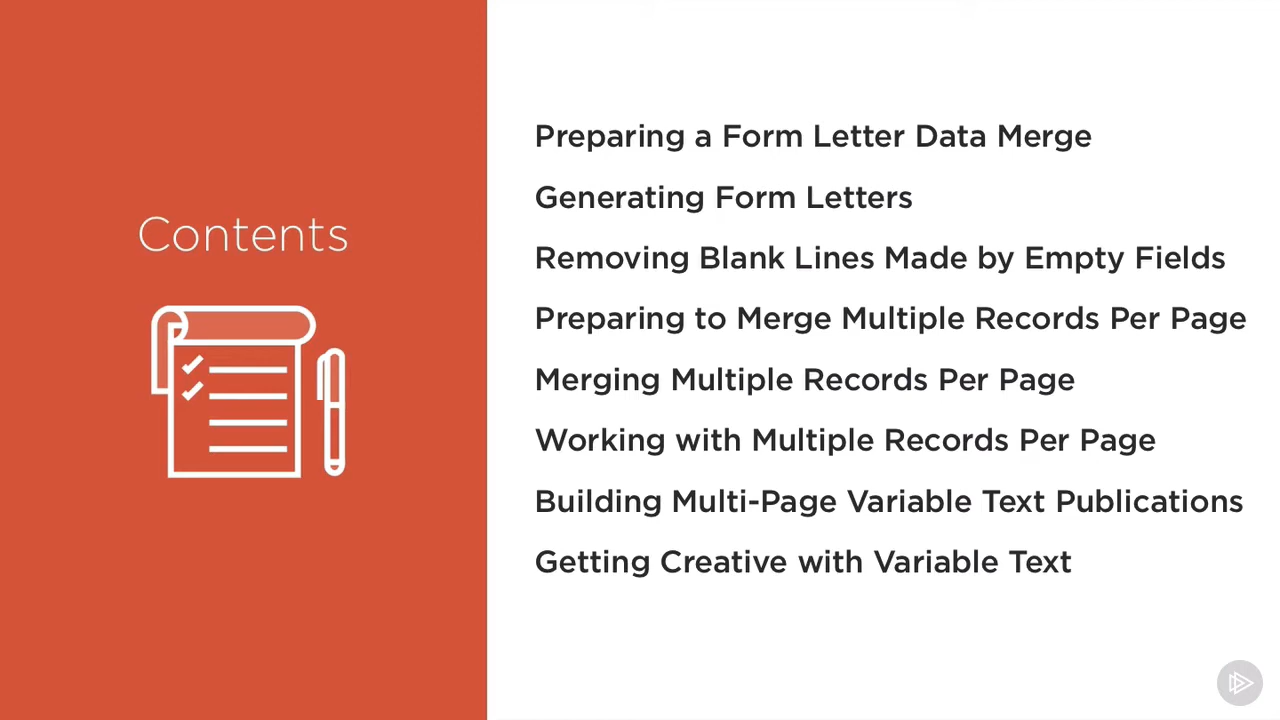 Contents
Preparing a Form Letter Data Merge
Generating Form Letters
Removing Blank Lines Made by Empty Fields
Preparing to Merge Multiple Records Per Page
Merging Multiple Records Per Page
Working with Multiple Records Per Page
Building Multi-Page Variable Text Publications
Getting Creative with Variable Text